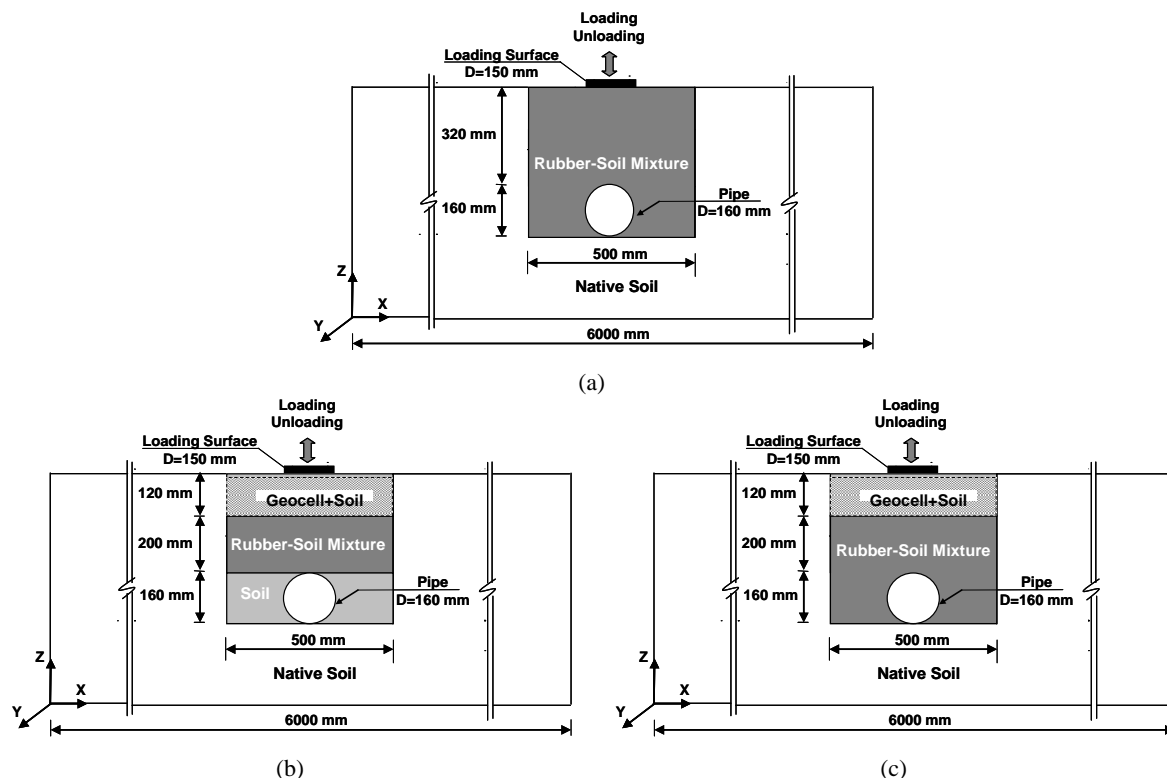 Loading
Unloading
Loading Surface
D=150 mm
320 mm
Rubber-Soil Mixture
Pipe
D=160 mm
160 mm
500 mm
Native Soil
Z
X
Y
6000 mm
(a)
Loading
Unloading
Loading Surface
D=150 mm
120 mm
Geocell+Soil
200 mm
Rubber-Soil Mixture
160 mm
Soil
Pipe
D=160 mm
500 mm
Native Soil
Z
X
Y
6000 mm
(b)
Loading
Unloading
Loading Surface
D=150 mm
120 mm
Geocell+Soil
200 mm
Rubber-Soil Mixture
160 mm
Pipe
D=160 mm
500 mm
Native Soil
Z
X
Y
6000 mm
(c)